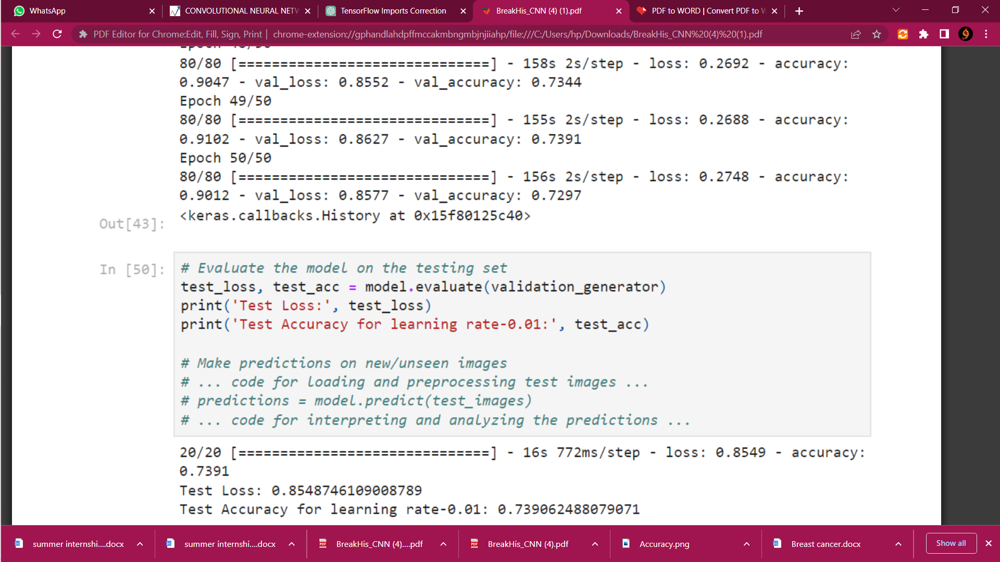 WhatsApp
CONVOLUTIONAL NEURAL NETW
TensorFlow Imports Correction
BreakHis_CNN (4) (1).pdf
PDF to WORD | Convert PDF to W
PDF Editor for Chrome:Edit, Fill, Sign, Print | chrome-extension://gphandlahdpffmccakmbngmbjnjiiahp/file:///C:/Users/hp/Downloads/BreakHis_CNN%20(4)%20(1).pdf
80/80 [==============================] - 158s 2s/step - loss: 0.2692 - accuracy:
0.9047 - val_loss: 0.8552 - val_accuracy: 0.7344
Epoch 49/50
80/80 [==============================] - 155s 2s/step - loss: 0.2688 - accuracy:
0.9102 - val_loss: 0.8627 - val_accuracy: 0.7391
Epoch 50/50
80/80 [==============================] - 156s 2s/step - loss: 0.2748 - accuracy:
0.9012 - val_loss: 0.8577 - val_accuracy: 0.7297
Out[43]: <keras.callbacks.History at 0x15f80125c40>
In [50]: # Evaluate the model on the testing set
test_loss, test_acc = model.evaluate(validation_generator)
print('Test Loss:', test_loss)
print('Test Accuracy for learning rate-0.01:', test_acc)
# Make predictions on new/unseen images
# ... code for loading and preprocessing test images ...
# predictions = model.predict(test_images)
# ... code for interpreting and analyzing the predictions ...
20/20 [==============================] - 16s 772ms/step - loss: 0.8549 - accuracy:
0.7391
Test Loss: 0.8548746109008789
Test Accuracy for learning rate-0.01: 0.739062488079071
summer internshi....docx
summer internshi....docx
BreakHis_CNN (4)....pdf
BreakHis_CNN (4).pdf
Accuracy.png
Breast cancer.docx
Show all